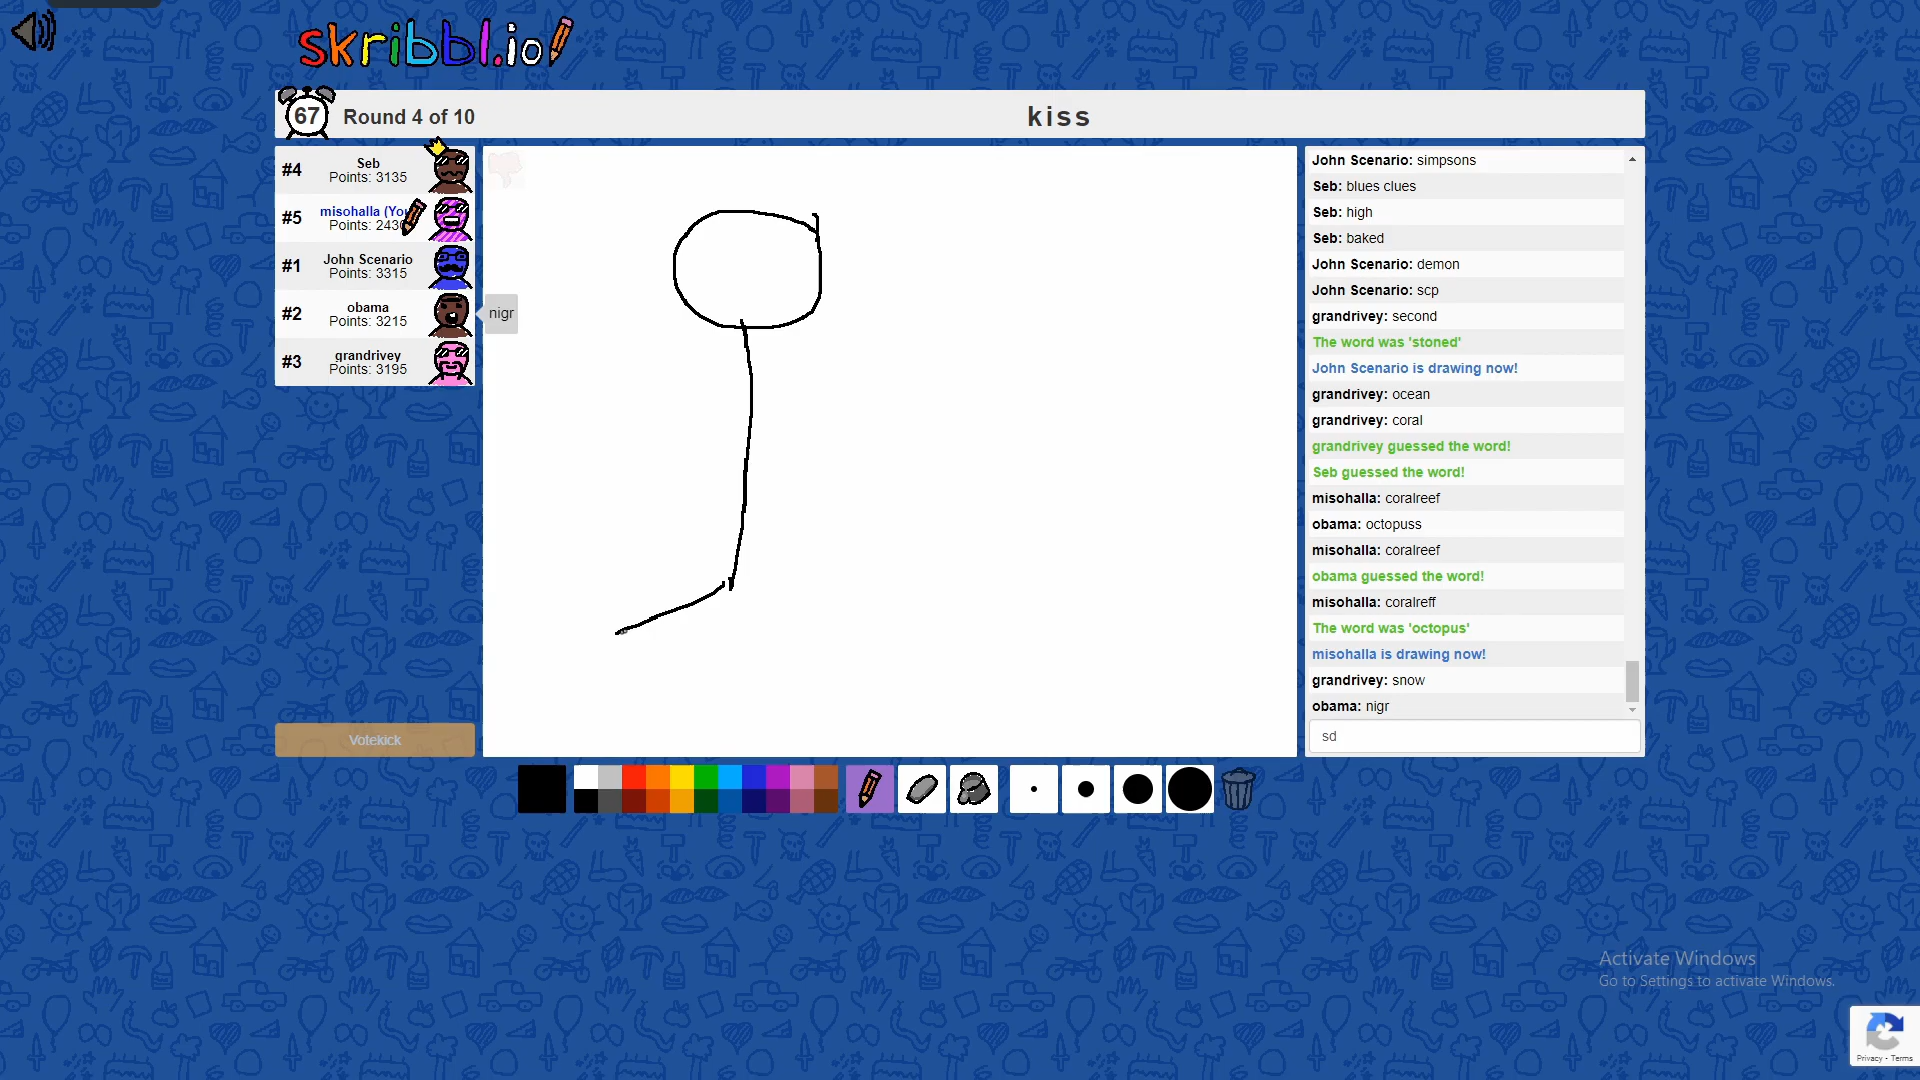 skribbl.io
67 Round 4 of 10 kiss
#4 Seb
Points: 3135
#5 misohalla (You
Points: 2430
#1 John Scenario
Points: 3315
#2 obama
Points: 3215
nigr
#3 grandrivey
Points: 3195
Votekick
John Scenario: simpsons
Seb: blues clues
Seb: high
Seb: baked
John Scenario: demon
John Scenario: scp
grandrivey: second
The word was 'stoned'
John Scenario is drawing now!
grandrivey: ocean
grandrivey: coral
grandrivey guessed the word!
Seb guessed the word!
misohalla: coralreef
obama: octopuss
misohalla: coralreef
obama guessed the word!
misohalla: coralreff
The word was 'octopus'
misohalla is drawing now!
grandrivey: snow
obama: nigr
sd
Activate Windows
Go to Settings to activate Windows.
Privacy - Terms